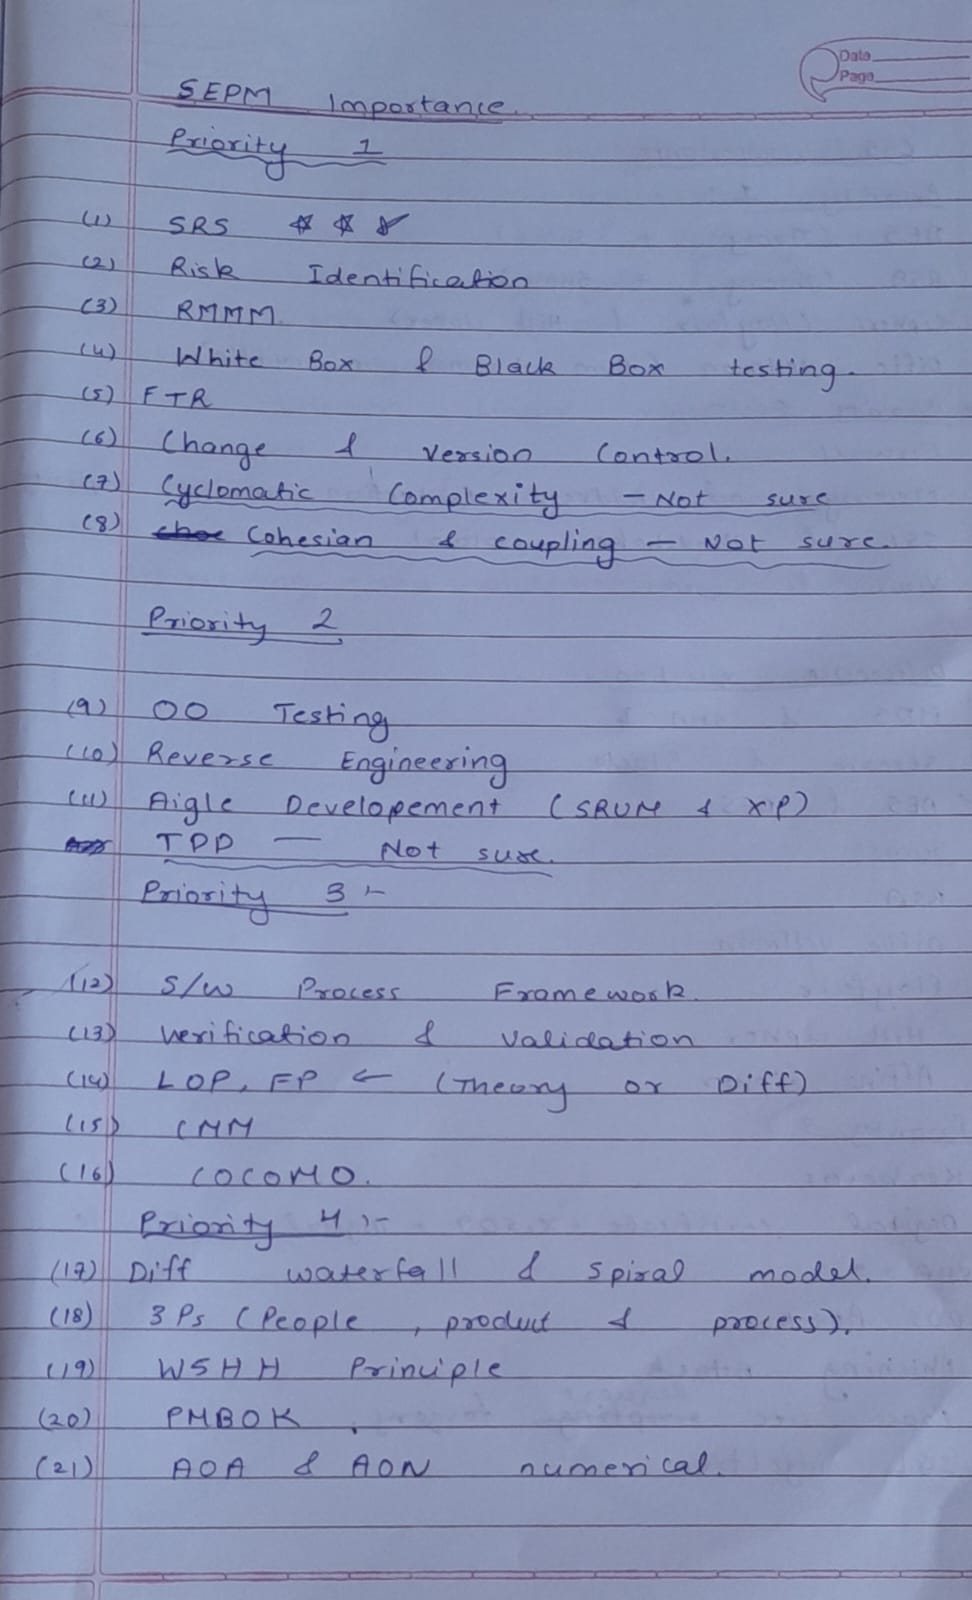 Date
Page
SEPM Importance.
Priority 1
(1) SRS
(2) Risk Identification
(3) RMMM.
(4) White Box & Black Box testing.
(5) FTR
(6) Change & version Control.
(7) Cyclomatic Complexity - Not sure
(8) Cohesian & coupling - Not sure.
Priority 2
(9) OO Testing
(10) Reverse Engineering
(11) Aigle Developement (SRUM & XP)
TDD - Not sure.
Priority 3 :-
(12) S/W Process Framework.
(13) Verification & Validation
(14) LOP, FP ← (Theory or Diff)
(15) CMM
(16) COCOMO.
Priority 4 :-
(17) Diff waterfall & spiral model.
(18) 3 Ps (People, product & process).
(19) W5HH Principle
(20) PMBOK.
(21) AOA & AON numerical.